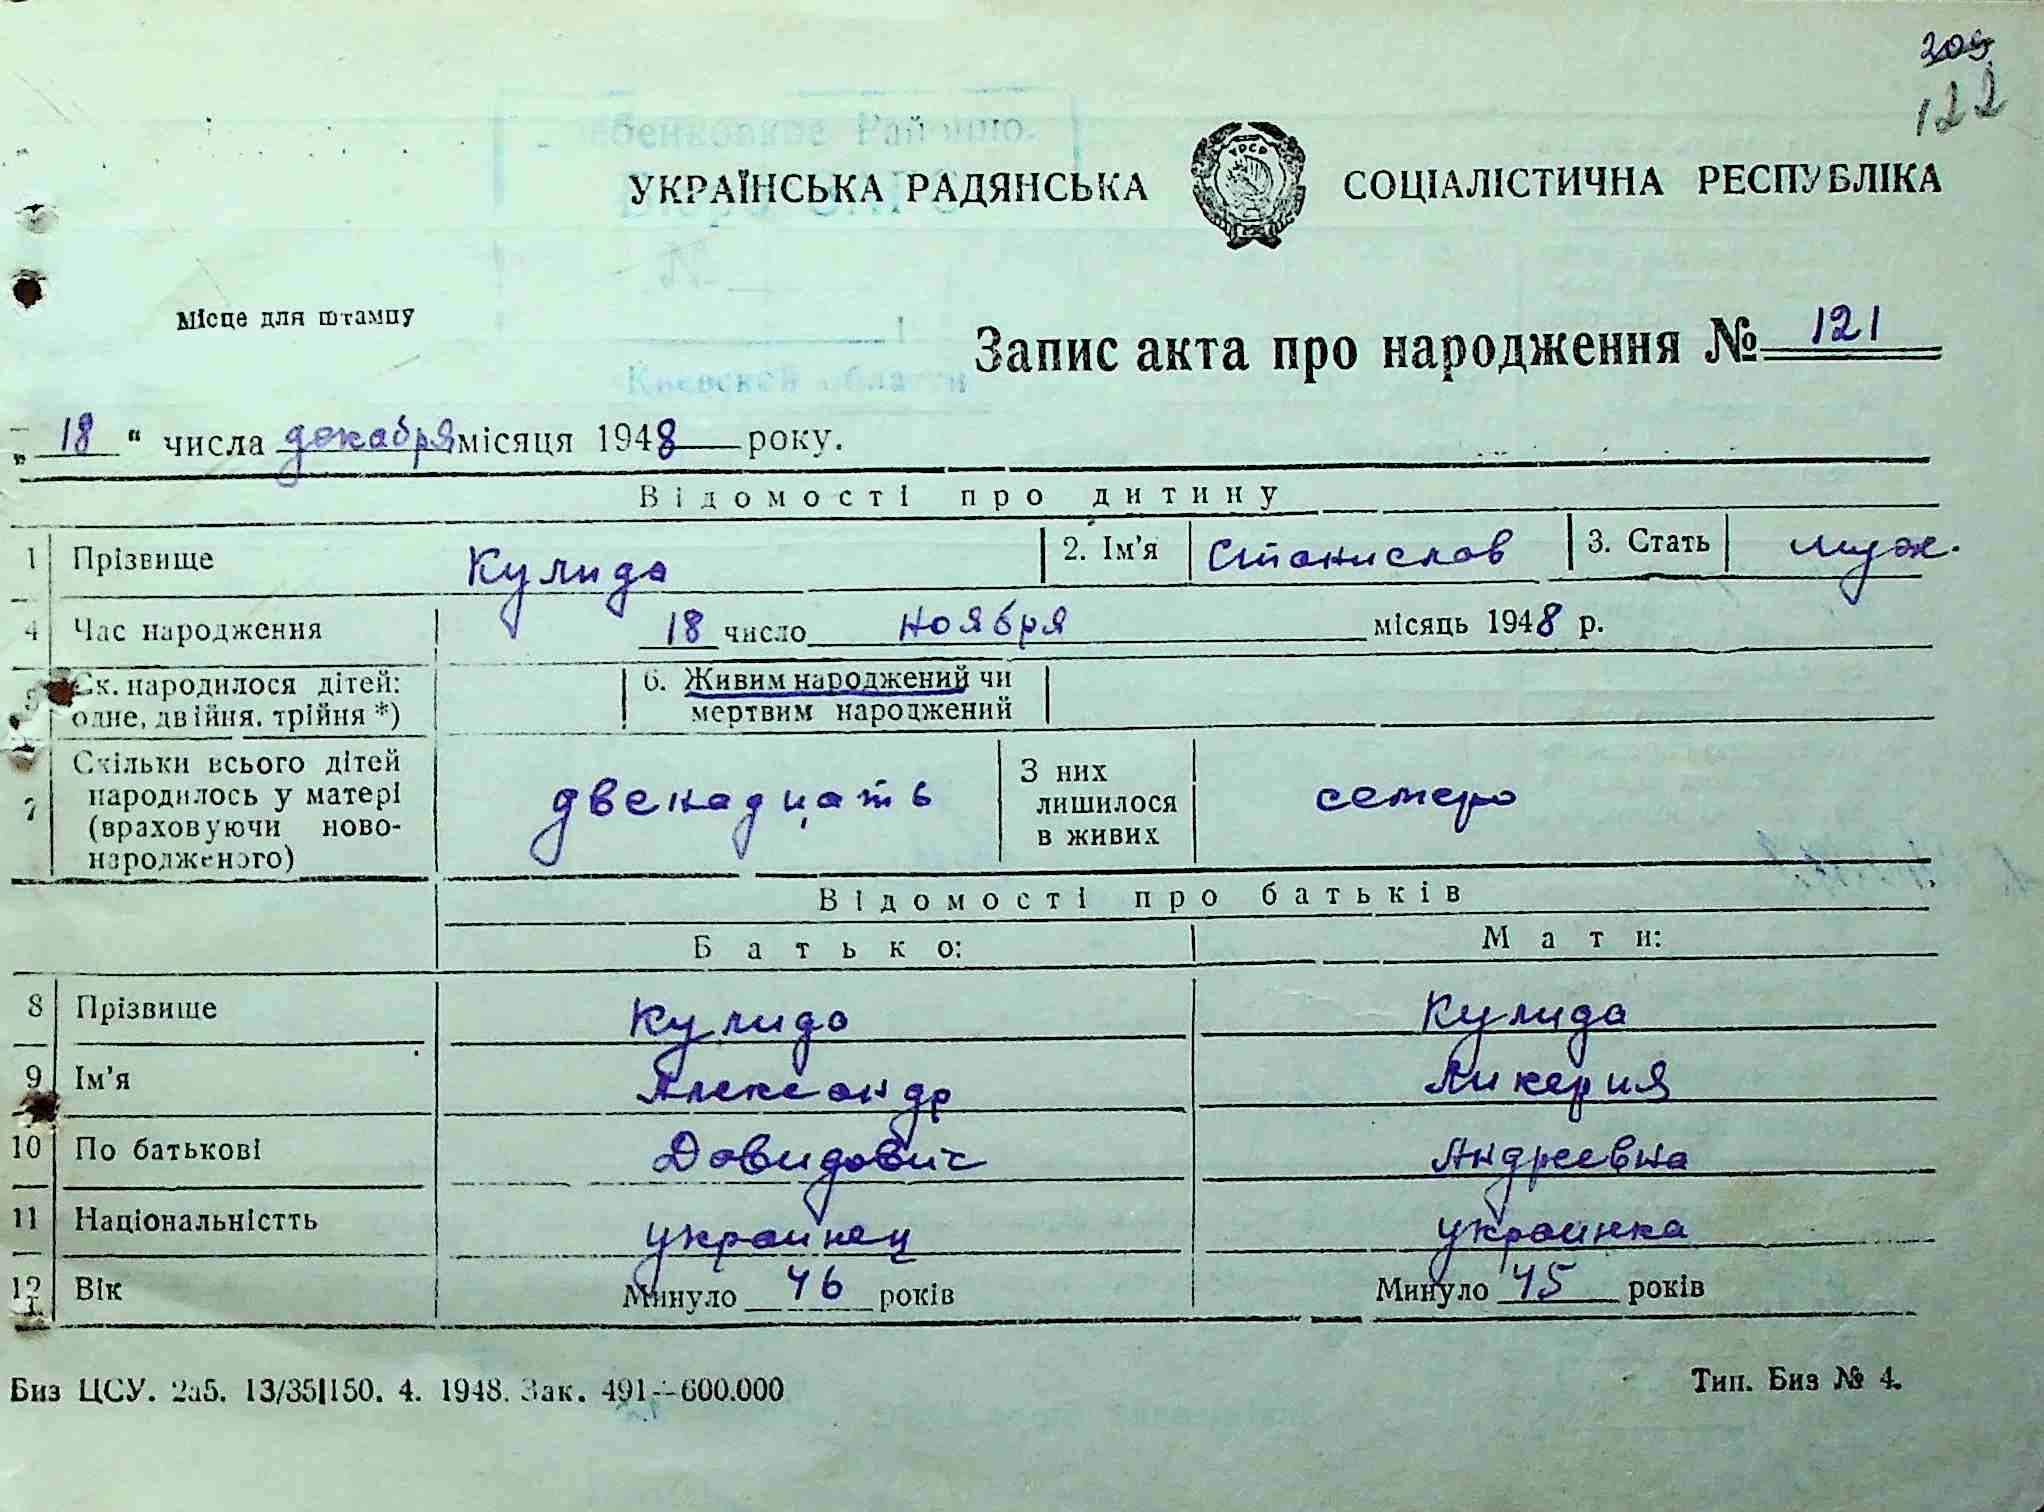 209
122
УКРАЇНСЬКА РАДЯНСЬКА СОЦІАЛІСТИЧНА РЕСПУБЛІКА
Місце для штампу
Киевской области
Запис акта про народження № 121
„ 18 “ числа декабря місяця 1948 року.
Відомості про дитину
1 Прізвище Кулида 2. Ім’я Станислав 3. Стать муж.
4 Час народження 18 число ноября місяць 1948 р.
5 Ск. народилося дітей: одне, двійня, трійня *) 6. Живим народжений чи мертвим народжений
7 Скільки всього дітей народилось у матері (враховуючи новонародженого) двенадцать З них лишилося в живих семеро
Відомості про батьків
Батько: Мати:
8 Прізвище Кулида Кулида
9 Ім’я Александр Ликерия
10 По батькові Давидович Андреевна
11 Національністть украинец украинка
12 Вік Минуло 46 років Минуло 45 років
Биз ЦСУ. 2а5. 13/35|150. 4. 1948. Зак. 491--600.000 Тип. Биз № 4.